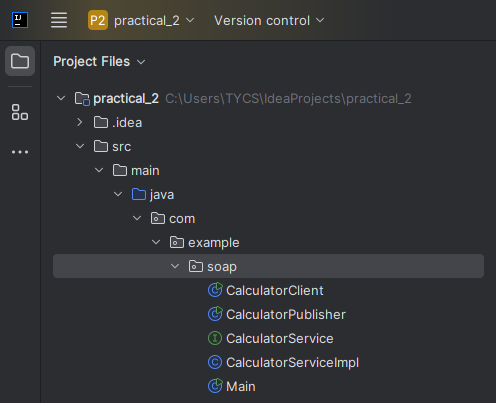 P2 practical_2 Version control
Project Files
practical_2 C:\Users\TYCS\IdeaProjects\practical_2
.idea
src
main
java
com
example
soap
CalculatorClient
CalculatorPublisher
CalculatorService
CalculatorServiceImpl
Main